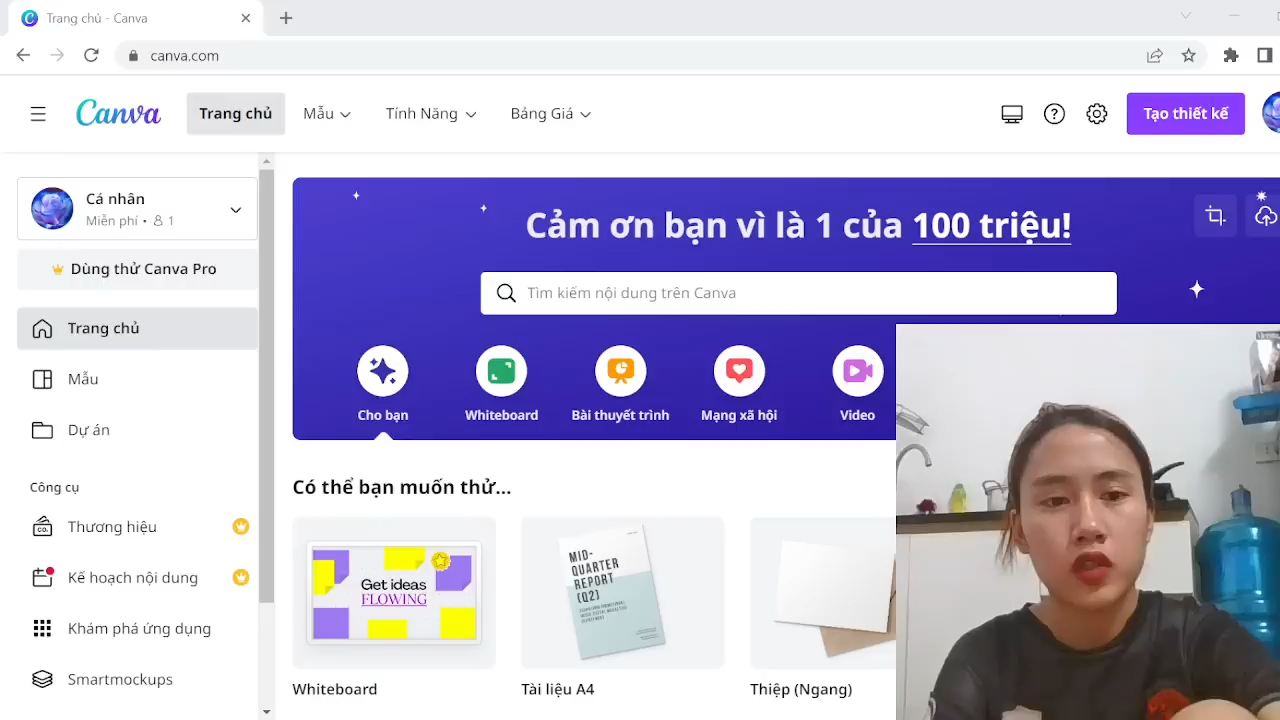 Trang chủ - Canva
canva.com
Canva
Trang chủ
Mẫu
Tính Năng
Bảng Giá
Tạo thiết kế
Cá nhân
Miễn phí • 1
Dùng thử Canva Pro
Trang chủ
Mẫu
Dự án
Công cụ
Thương hiệu
Kế hoạch nội dung
Khám phá ứng dụng
Smartmockups
Cảm ơn bạn vì là 1 của 100 triệu!
Tìm kiếm nội dung trên Canva
Cho bạn
Whiteboard
Bài thuyết trình
Mạng xã hội
Video
Có thể bạn muốn thử...
Get ideas
FLOWING
MID-
QUARTER
REPORT
(Q2)
Whiteboard
Tài liệu A4
Thiệp (Ngang)